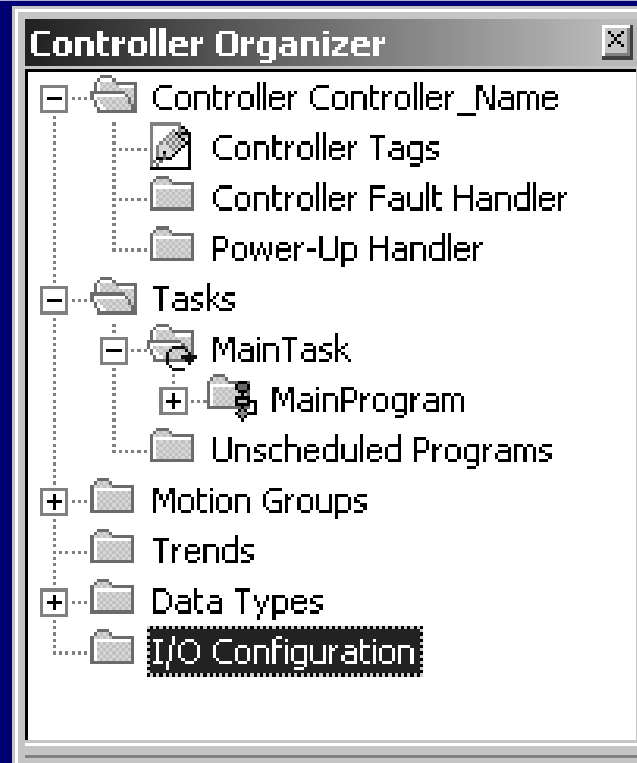 Controller Organizer
Controller Controller_Name
Controller Tags
Controller Fault Handler
Power-Up Handler
Tasks
MainTask
MainProgram
Unscheduled Programs
Motion Groups
Trends
Data Types
I/O Configuration